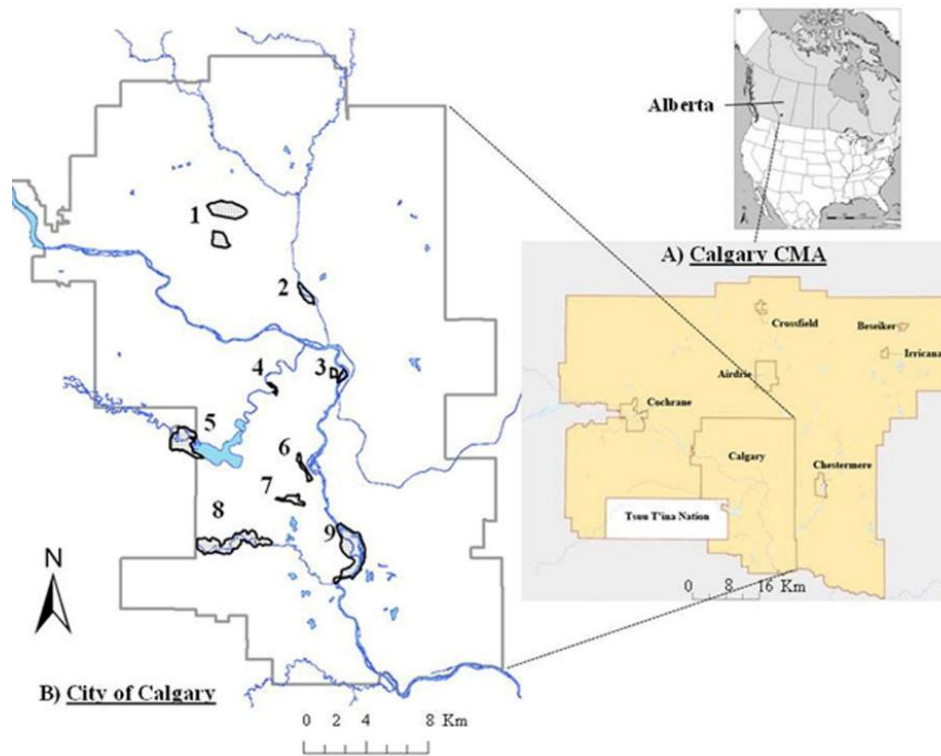 Alberta
N
A) Calgary CMA
Crossfield
Beseiker
Irricana
Airdrie
Cochrane
Calgary
Chestermere
Tsuu T'ina Nation
0 8 16 Km
1
2
3
4
5
6
7
8
9
N
B) City of Calgary
0 2 4 8 Km